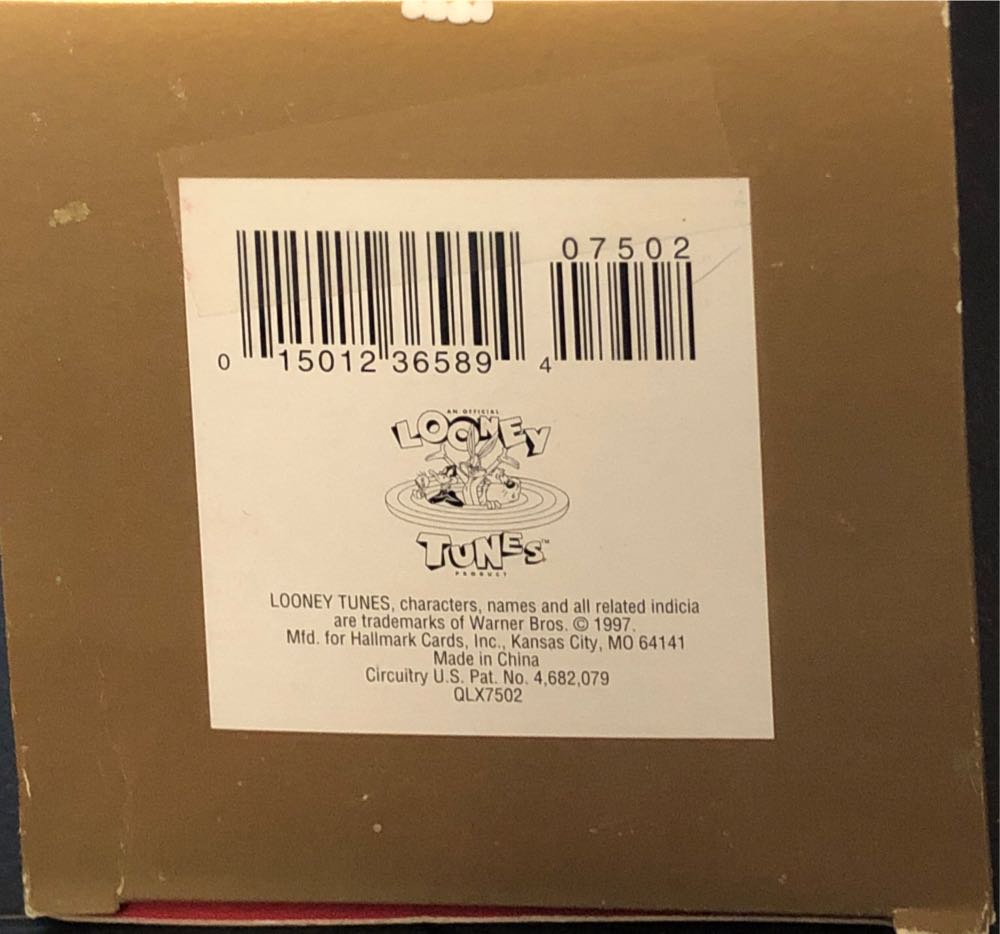 07502
0 15012 36589 4
AN OFFICIAL
LOONEY
TUNES™
PRODUCT
LOONEY TUNES, characters, names and all related indicia
are trademarks of Warner Bros. © 1997.
Mfd. for Hallmark Cards, Inc., Kansas City, MO 64141
Made in China
Circuitry U.S. Pat. No. 4,682,079
QLX7502